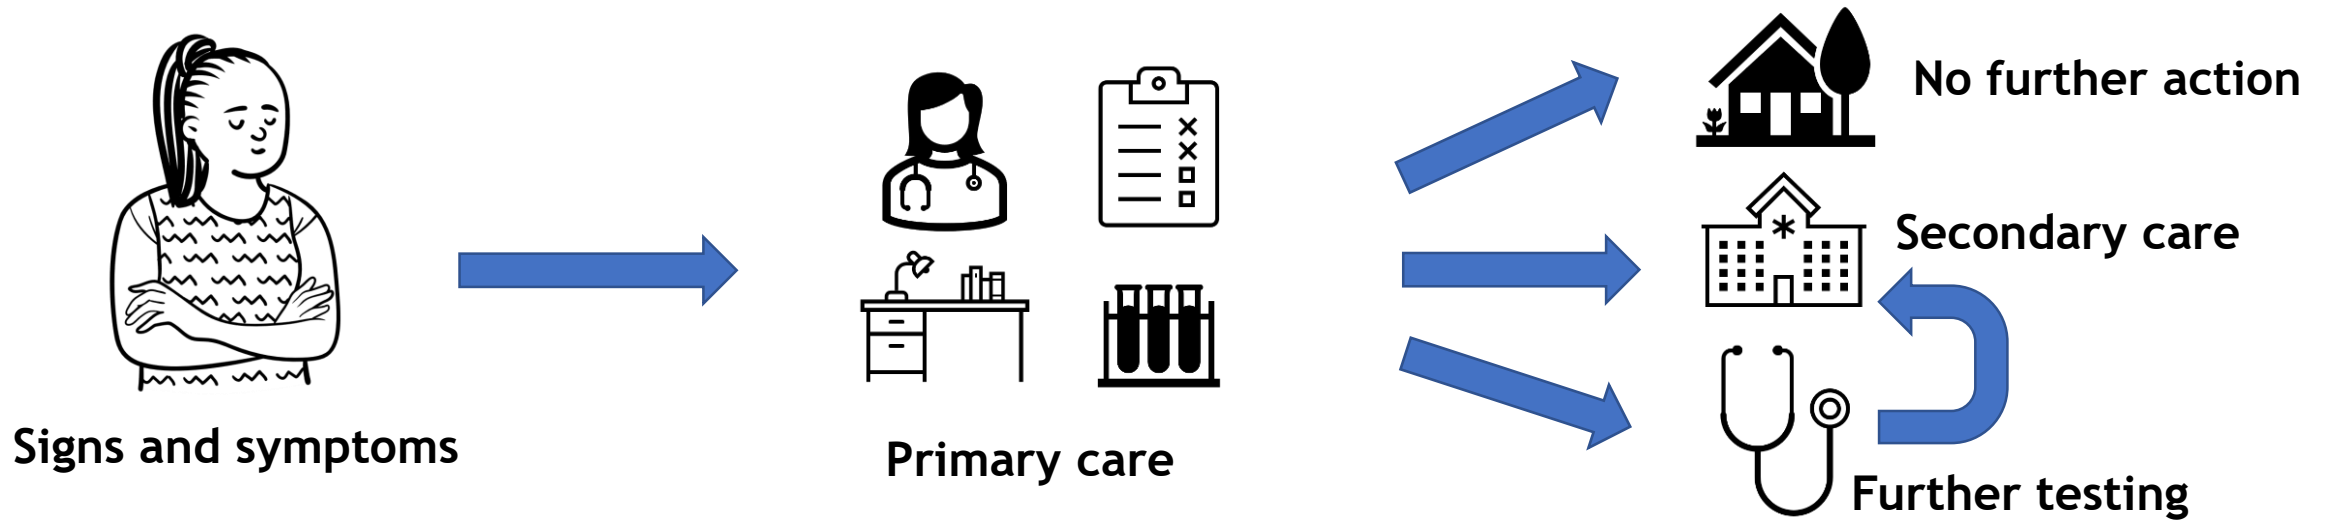 Signs and symptoms
Primary care
No further action
Secondary care
Further testing